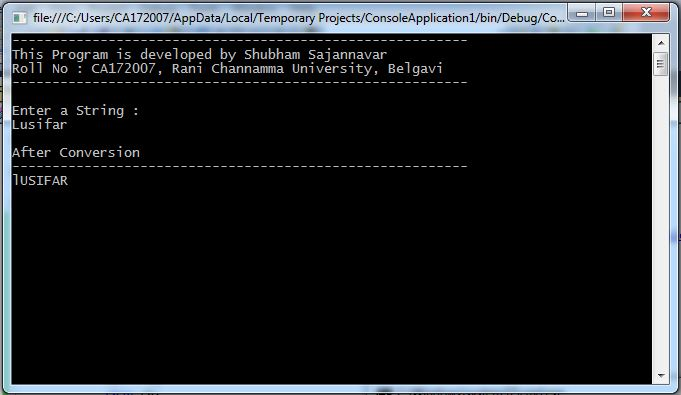 file:///C:/Users/CA172007/AppData/Local/Temporary Projects/ConsoleApplication1/bin/Debug/Co...
---------------------------------------------------------
This Program is developed by Shubham Sajannavar
Roll No : CA172007, Rani Channamma University, Belgavi
---------------------------------------------------------
Enter a String :
Lusifar
After Conversion
---------------------------------------------------------
lUSIFAR